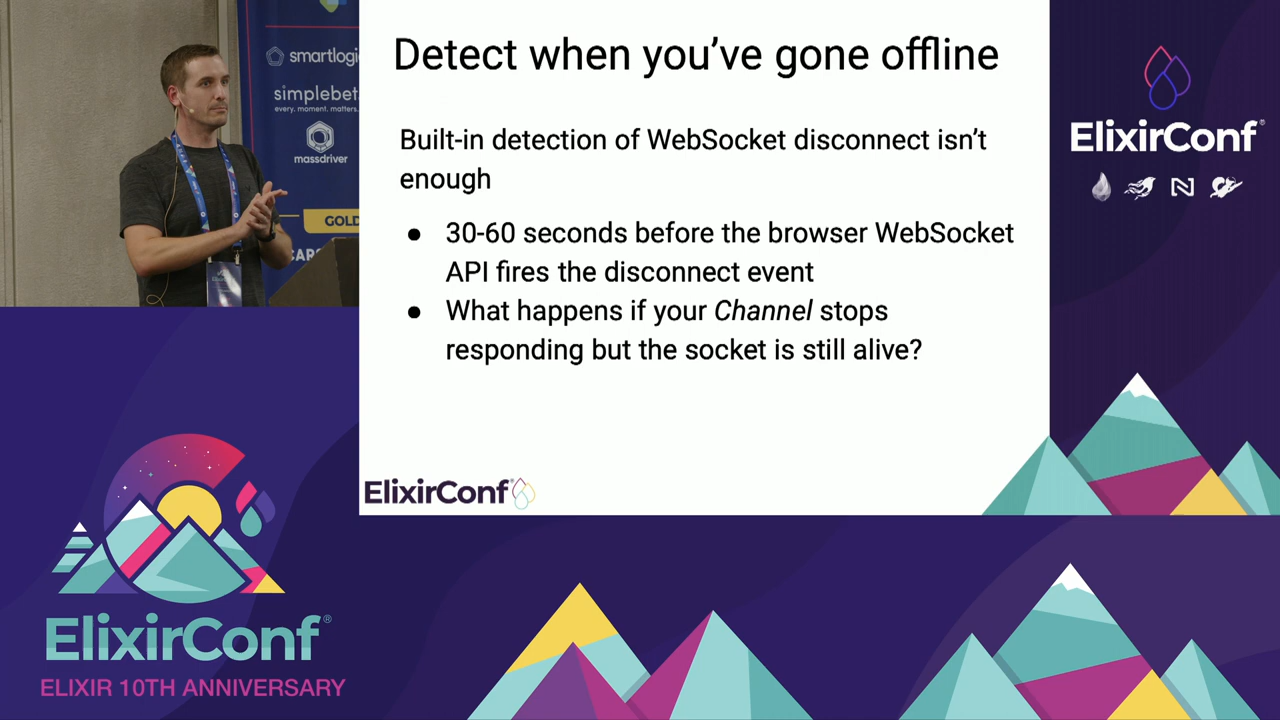 smartlogic
simplebet
every. moment. matters.
massdriver
GOLD
Detect when you've gone offline
Built-in detection of WebSocket disconnect isn't
enough
● 30-60 seconds before the browser WebSocket
API fires the disconnect event
● What happens if your Channel stops
responding but the socket is still alive?
ElixirConf
ElixirConf®
ElixirConf®
ELIXIR 10TH ANNIVERSARY